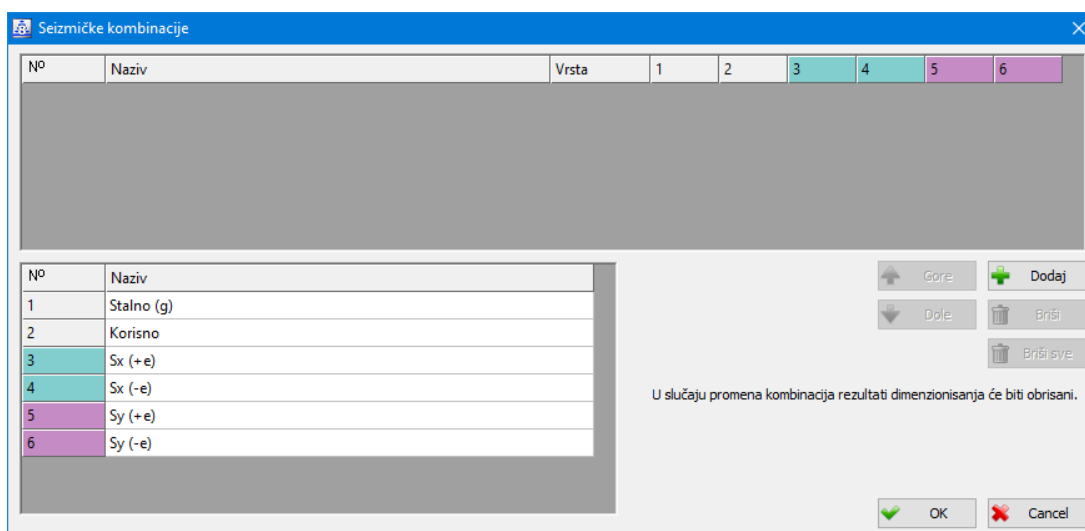 Seizmičke kombinacije
Nº Naziv Vrsta 1 2 3 4 5 6
Nº Naziv
1 Stalno (g)
2 Korisno
3 Sx (+e)
4 Sx (-e)
5 Sy (+e)
6 Sy (-e)
Gore Dodaj
Dole Briši
Briši sve
U slučaju promena kombinacija rezultati dimenzionisanja će biti obrisani.
OK Cancel